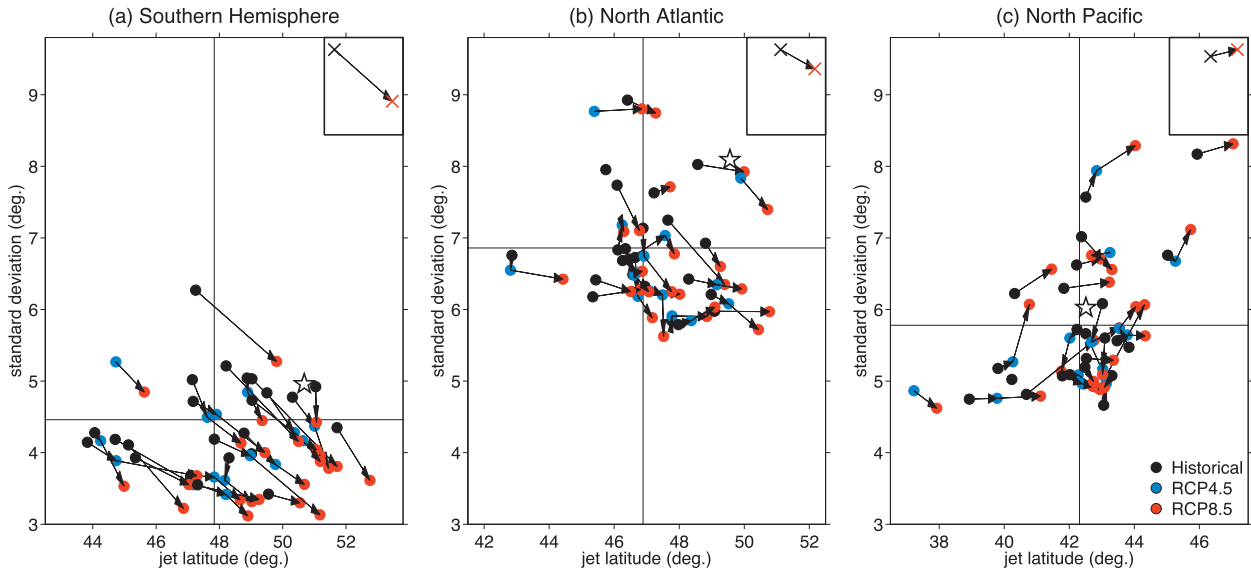 (a) Southern Hemisphere
(b) North Atlantic
(c) North Pacific
standard deviation (deg.)
9
8
7
6
5
4
3
44 46 48 50 52
jet latitude (deg.)
standard deviation (deg.)
9
8
7
6
5
4
3
42 44 46 48 50 52
jet latitude (deg.)
standard deviation (deg.)
9
8
7
6
5
4
3
38 40 42 44 46
jet latitude (deg.)
Historical
RCP4.5
RCP8.5